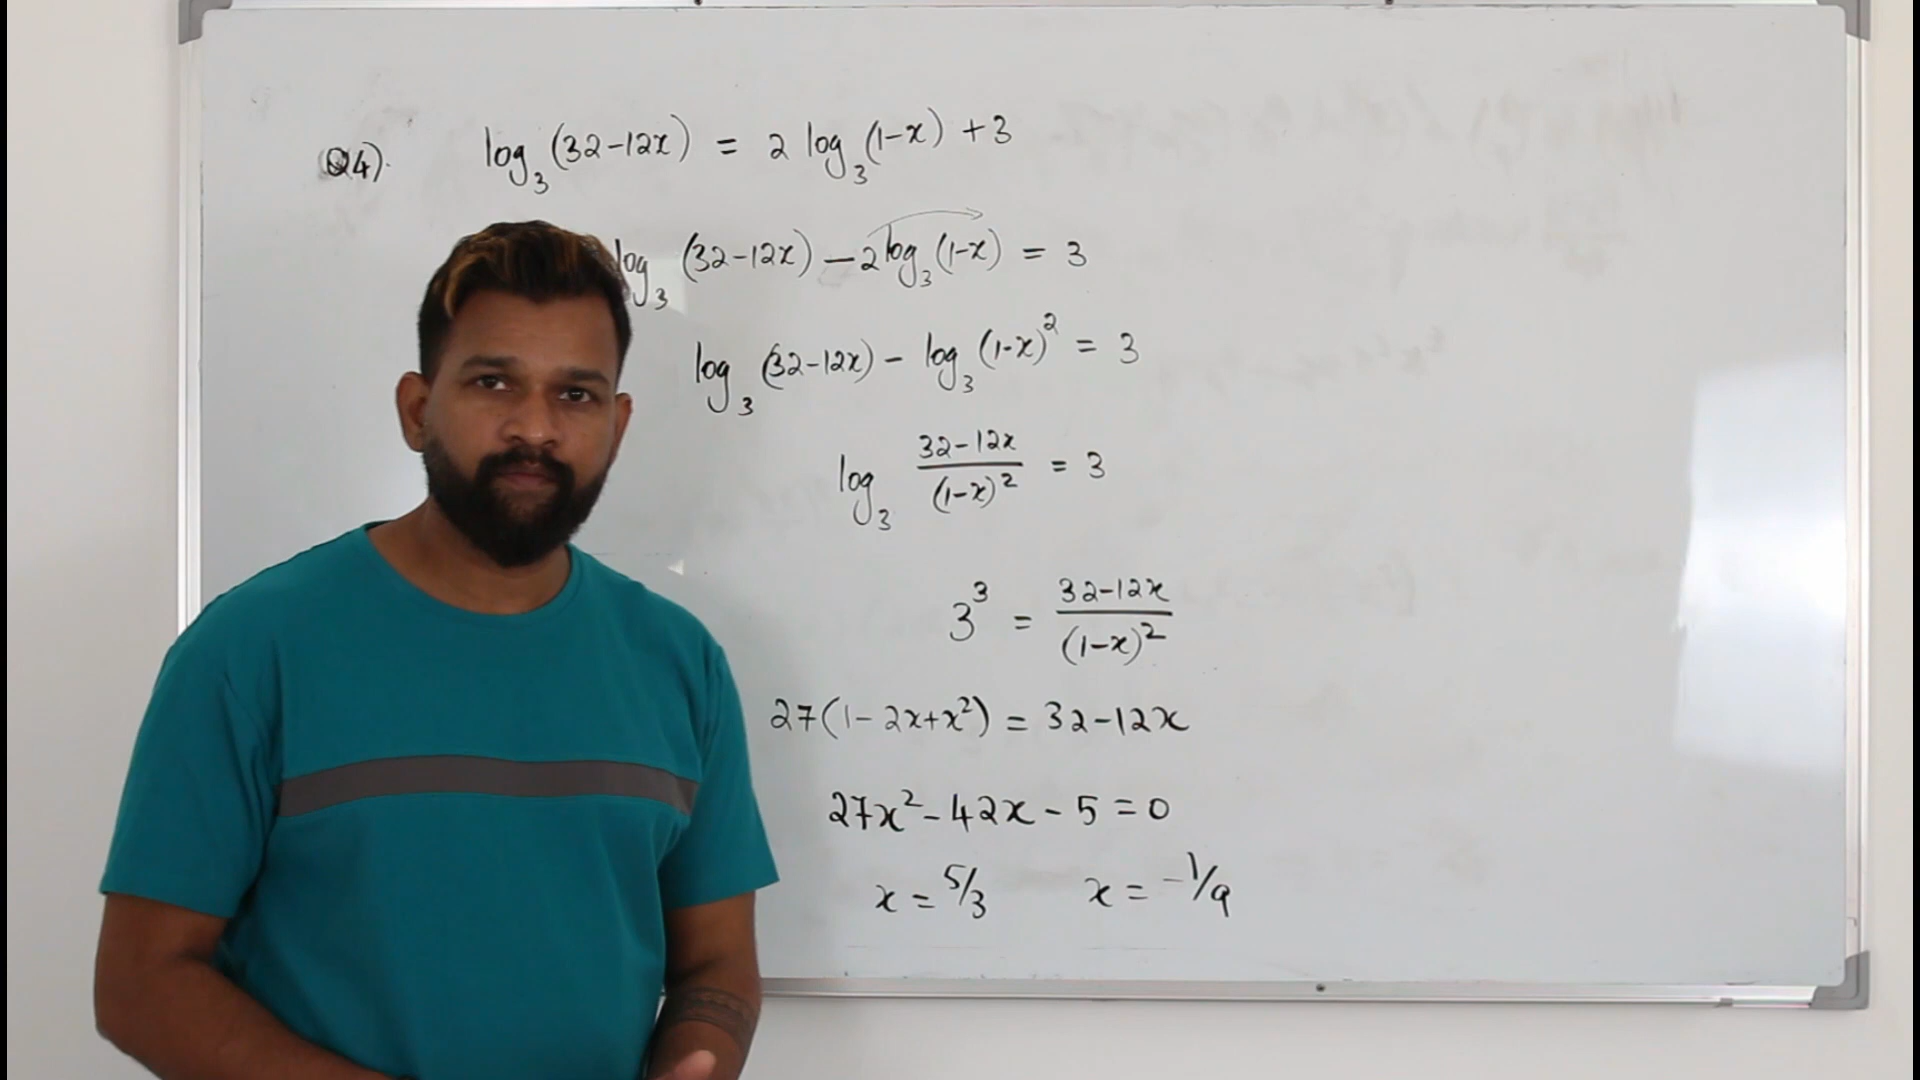 Q4). log₃(32-12x) = 2 log₃(1-x) +3
log₃ (32-12x) - 2log₃(1-x) = 3
log₃ (32-12x) - log₃ (1-x)² = 3
log₃ (32-12x)/(1-x)² = 3
3³ = (32-12x)/(1-x)²
27(1-2x+x²) = 32-12x
27x²-42x-5=0
x = 5/3 x = -1/9